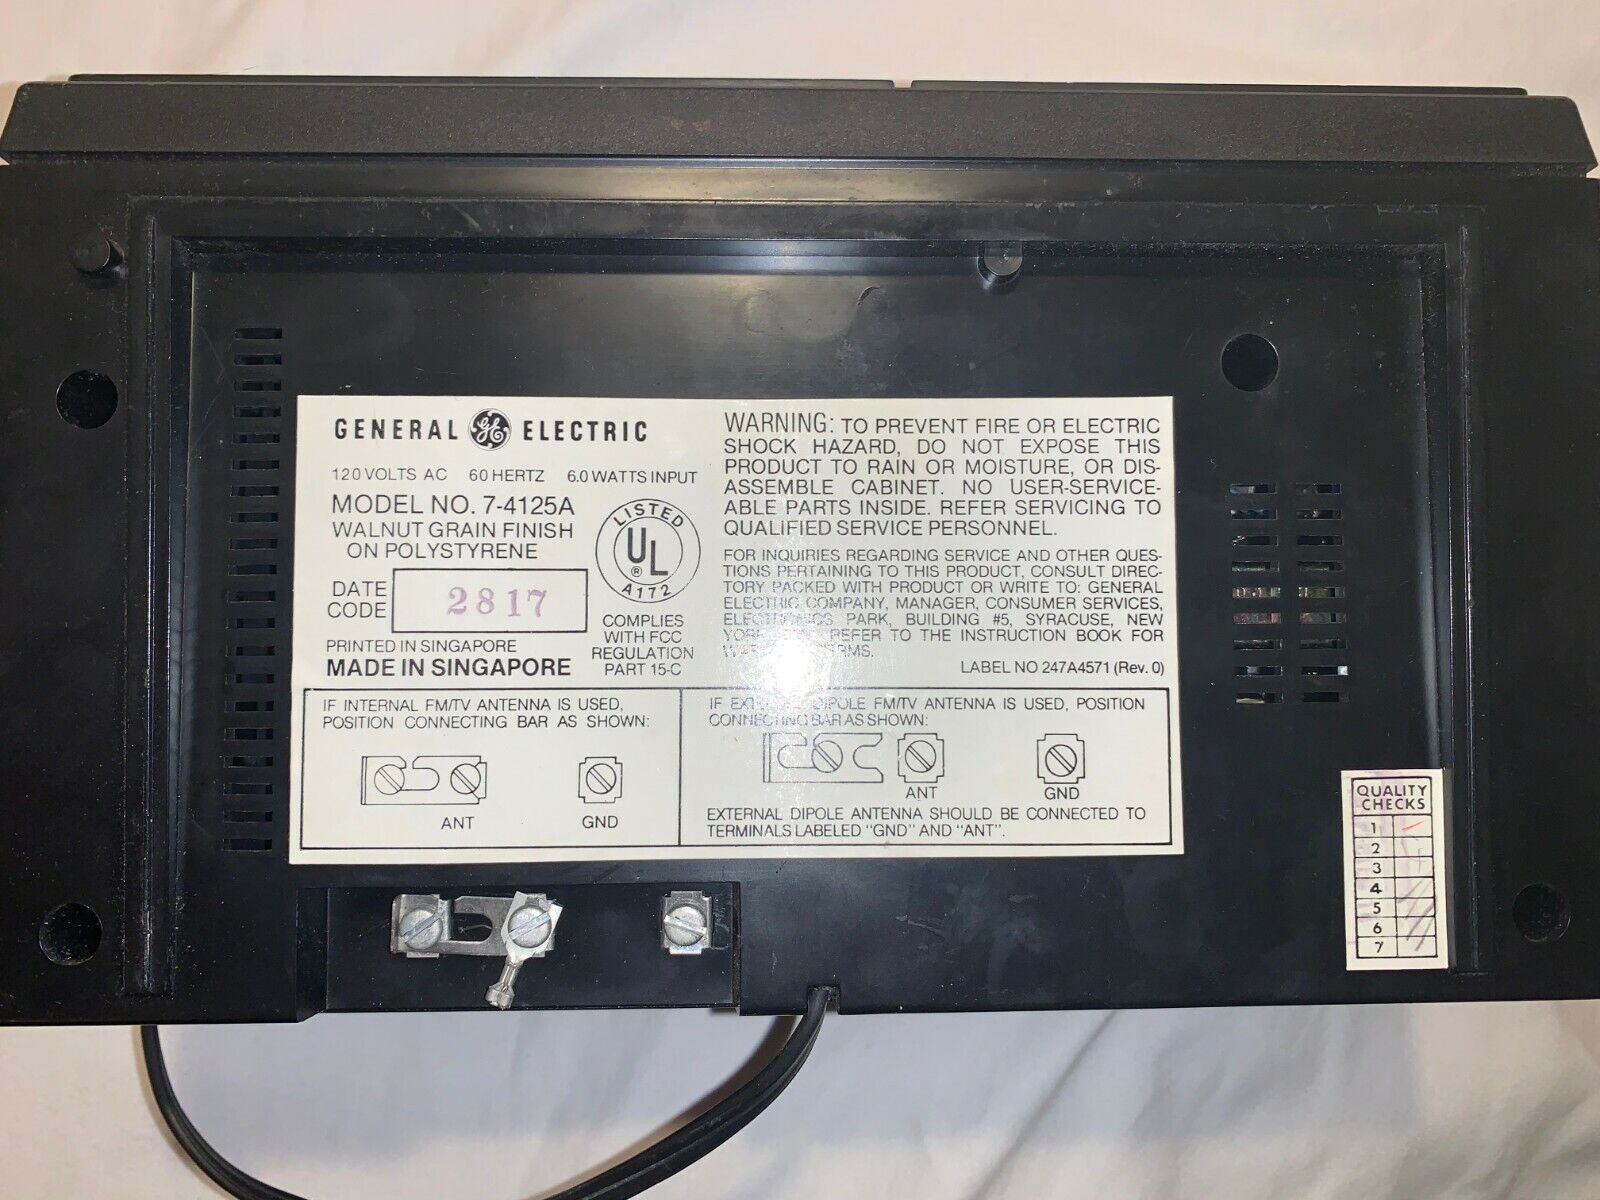 GENERAL GE ELECTRIC
120 VOLTS AC 60 HERTZ 6.0 WATTS INPUT
MODEL NO. 7-4125A
WALNUT GRAIN FINISH
ON POLYSTYRENE
DATE
CODE
2817
PRINTED IN SINGAPORE
MADE IN SINGAPORE
LISTED
UL
®
A172
COMPLIES
WITH FCC
REGULATION
PART 15-C
WARNING: TO PREVENT FIRE OR ELECTRIC
SHOCK HAZARD, DO NOT EXPOSE THIS
PRODUCT TO RAIN OR MOISTURE, OR DIS-
ASSEMBLE CABINET. NO USER-SERVICE-
ABLE PARTS INSIDE. REFER SERVICING TO
QUALIFIED SERVICE PERSONNEL.
FOR INQUIRIES REGARDING SERVICE AND OTHER QUES-
TIONS PERTAINING TO THIS PRODUCT, CONSULT DIREC-
TORY PACKED WITH PRODUCT OR WRITE TO: GENERAL
ELECTRIC COMPANY, MANAGER, CONSUMER SERVICES,
ELECTRONICS PARK, BUILDING #5, SYRACUSE, NEW
YORK REFER TO THE INSTRUCTION BOOK FOR
LABEL NO 247A4571 (Rev. 0)
IF INTERNAL FM/TV ANTENNA IS USED,
POSITION CONNECTING BAR AS SHOWN:
ANT GND
IF EXTERNAL DIPOLE FM/TV ANTENNA IS USED, POSITION
CONNECTING BAR AS SHOWN:
ANT GND
EXTERNAL DIPOLE ANTENNA SHOULD BE CONNECTED TO
TERMINALS LABELED "GND" AND "ANT".
QUALITY
CHECKS
1
2
3
4
5
6
7